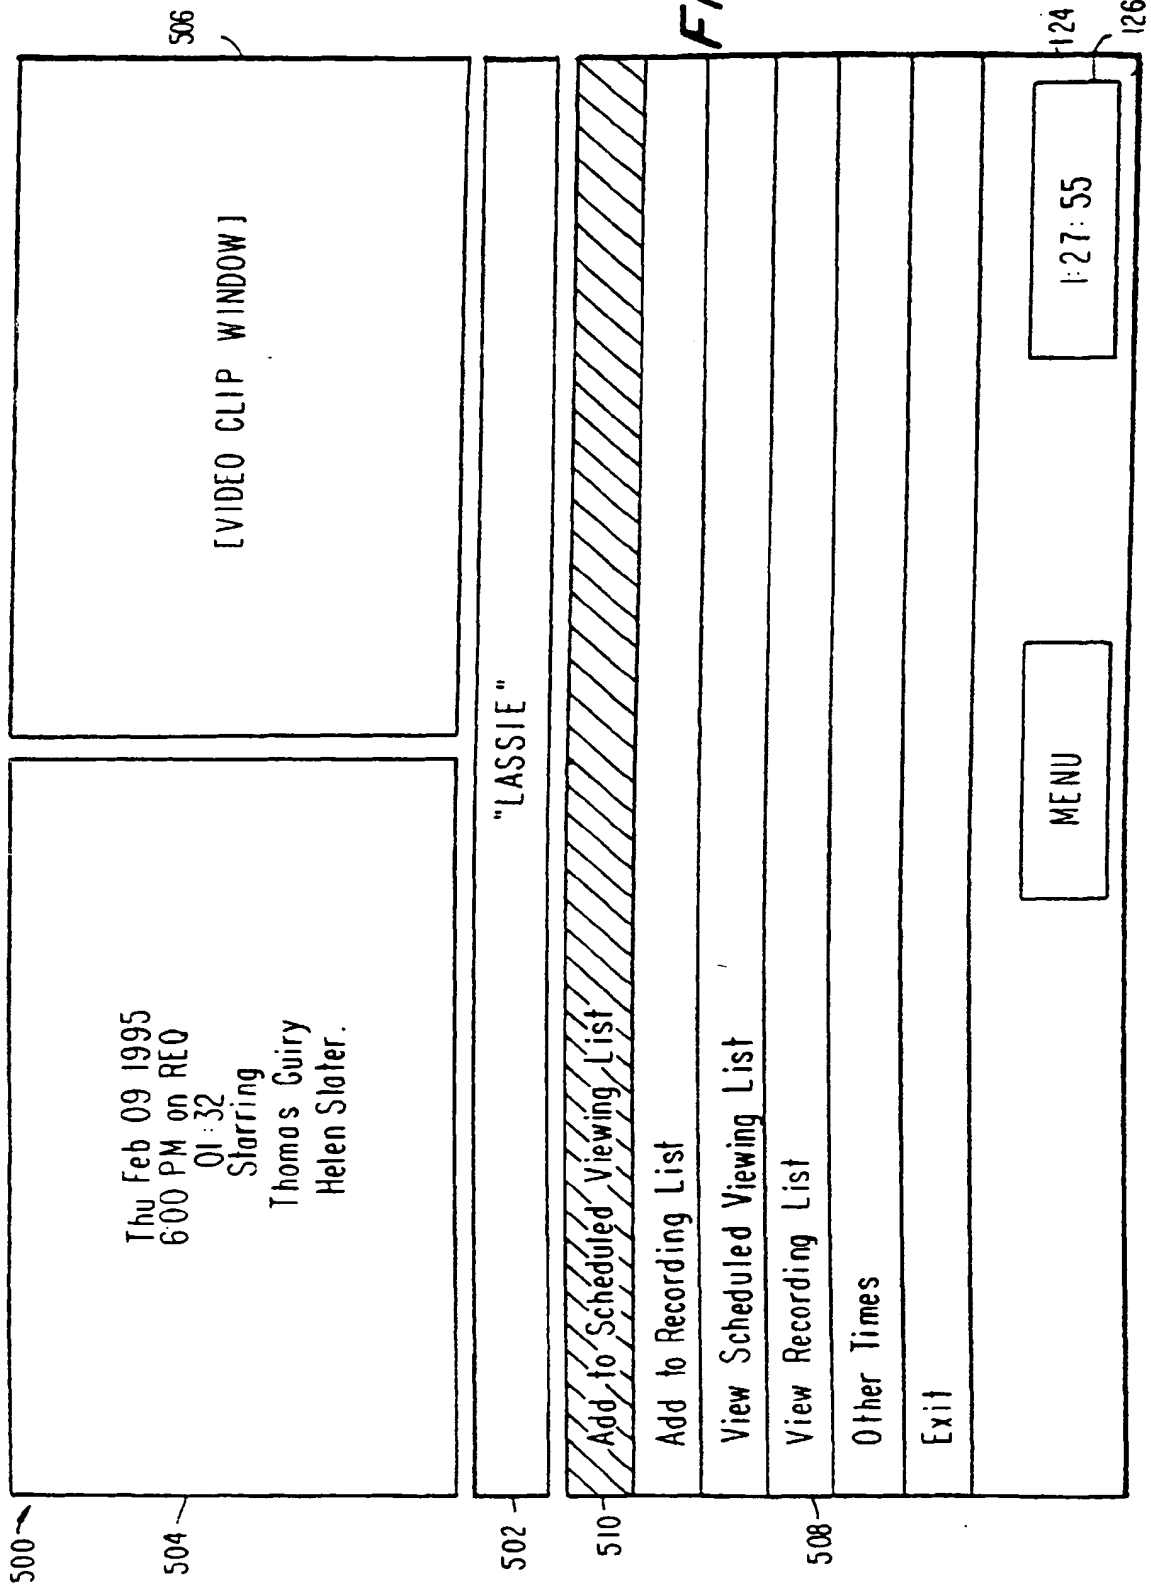 500
504
Thu Feb 09 1995
6:00 PM on REQ
01:32
Starring
Thomas Guiry
Helen Slater.
[VIDEO CLIP WINDOW]
506
502
"LASSIE"
510
Add to Scheduled Viewing List
Add to Recording List
View Scheduled Viewing List
508
View Recording List
Other Times
Exit
MENU
1:27:55
124
126